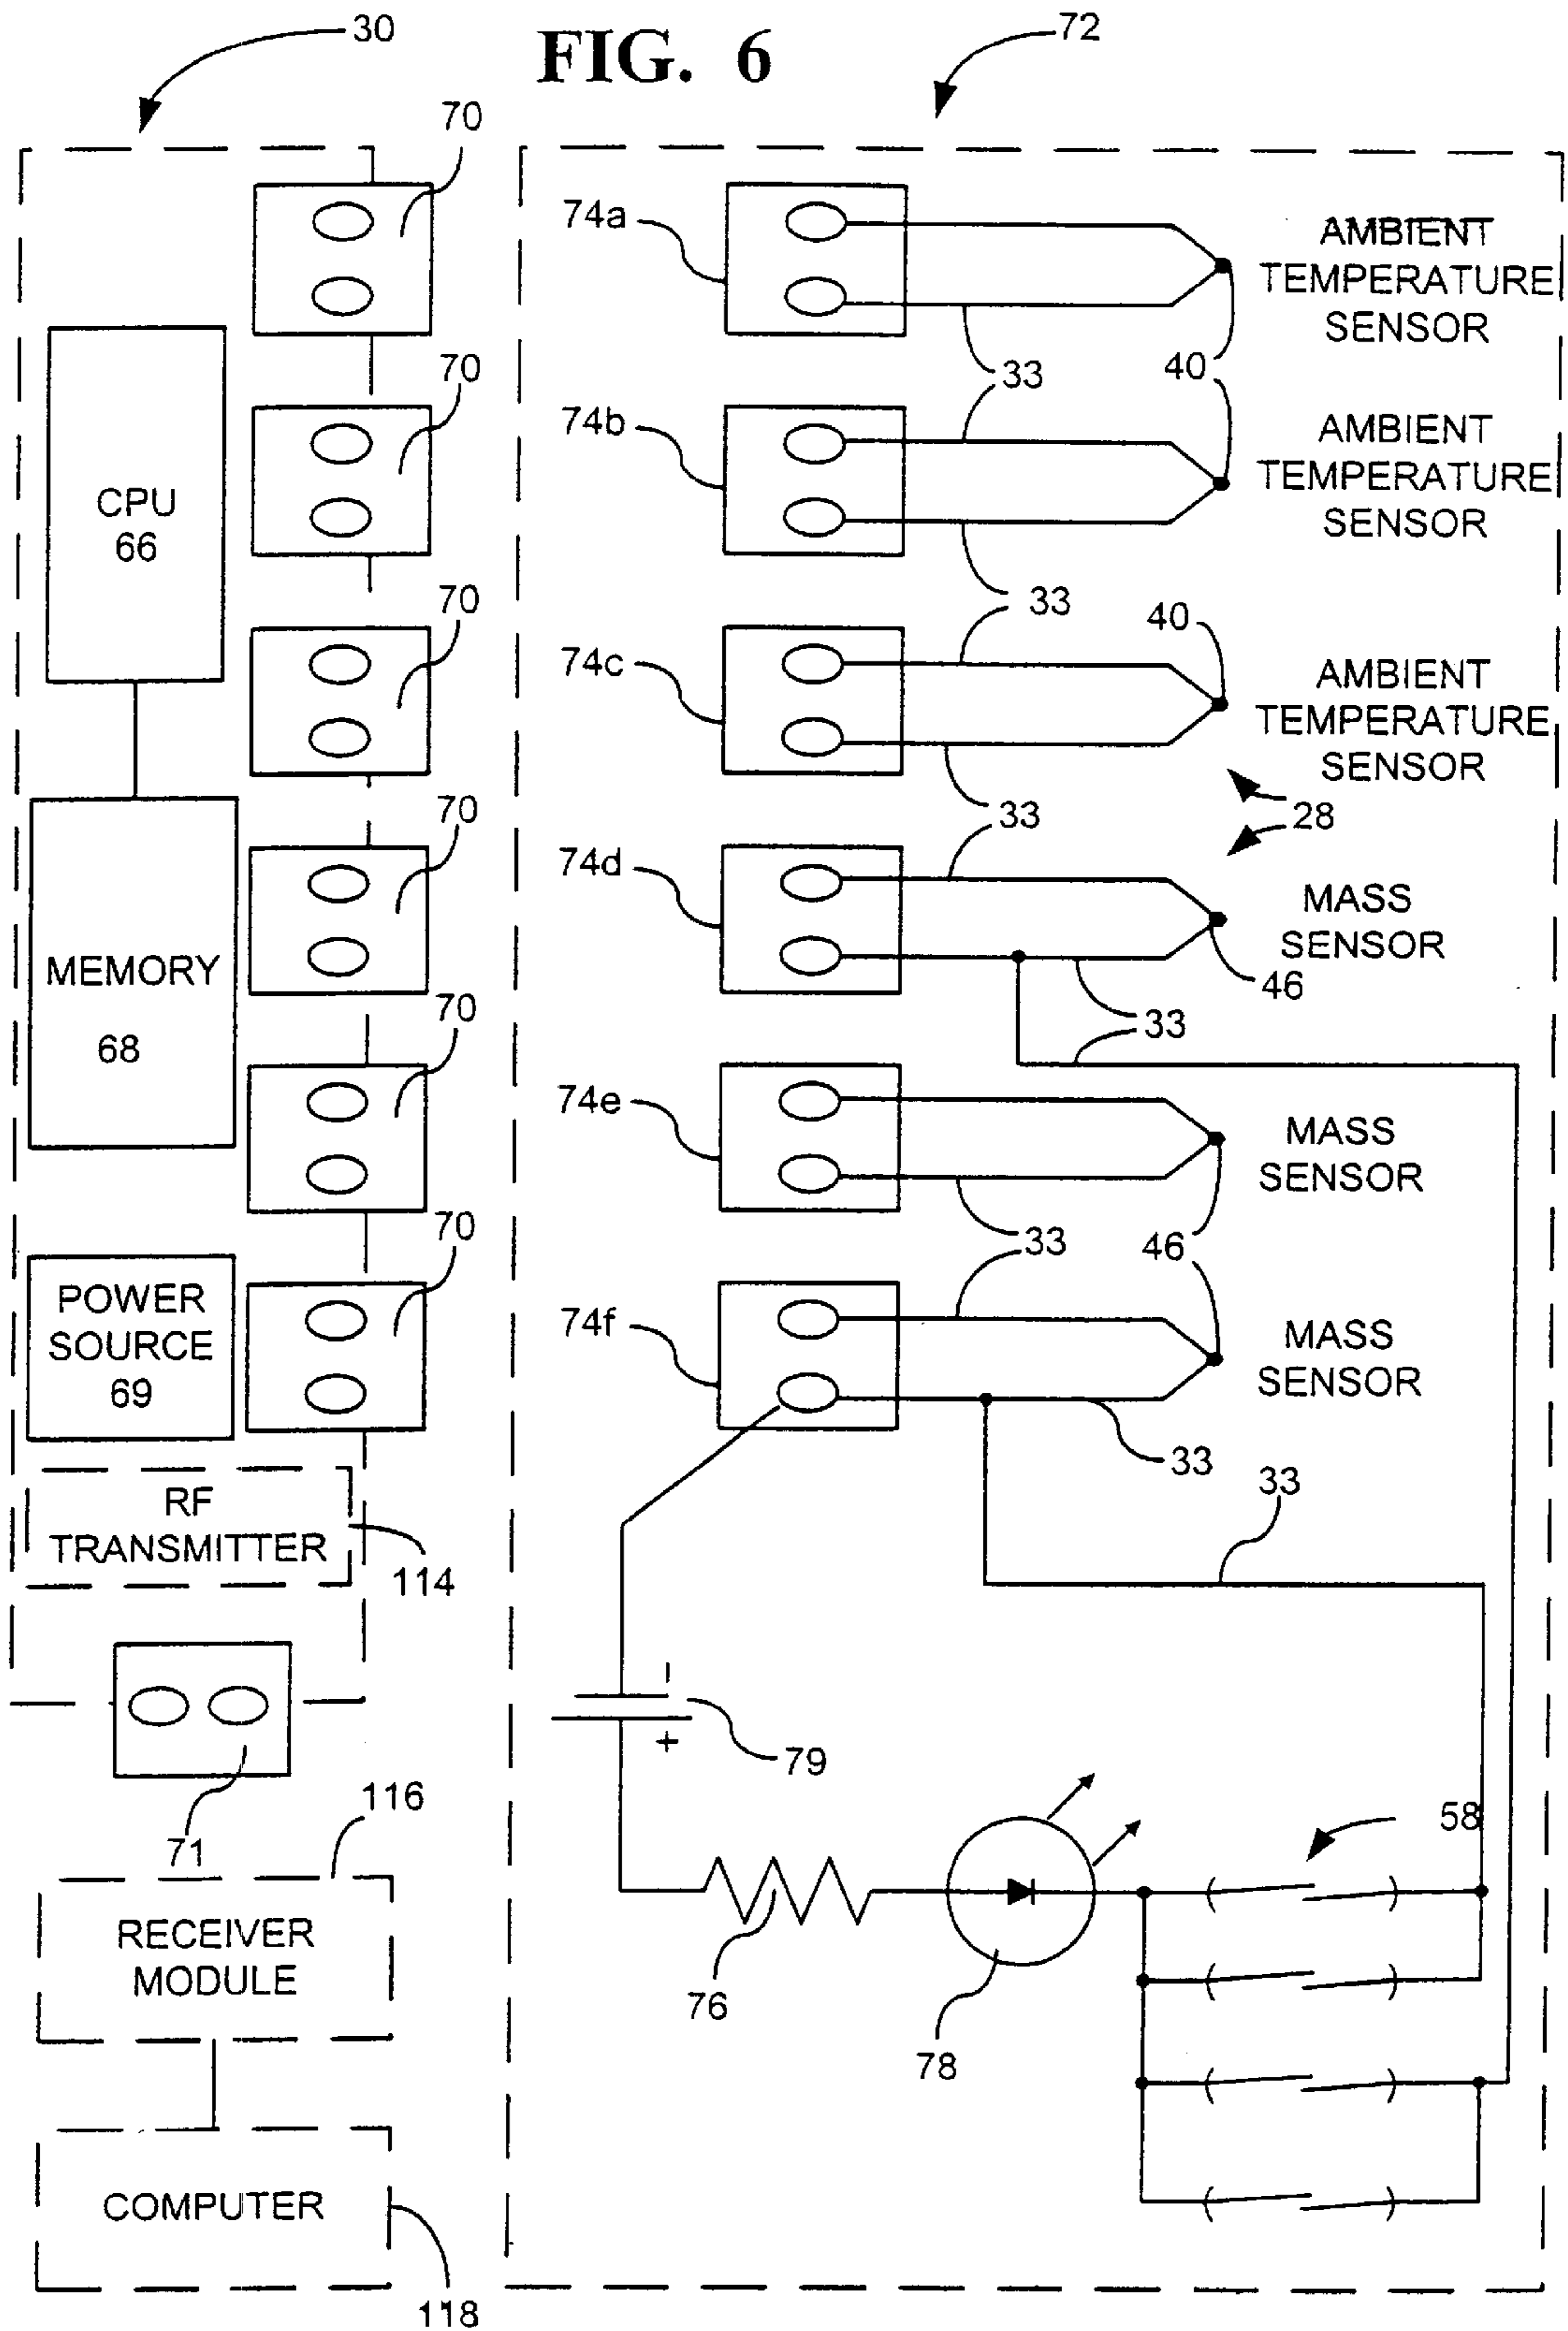 FIG. 6
30
72
70
74a
AMBIENT
TEMPERATURE
SENSOR
33
40
70
74b
AMBIENT
TEMPERATURE
SENSOR
CPU
66
33
70
74c
40
AMBIENT
TEMPERATURE
SENSOR
33
28
70
74d
MASS
SENSOR
46
33
MEMORY
68
70
74e
MASS
SENSOR
33
46
70
74f
MASS
SENSOR
POWER
SOURCE
69
33
33
RF
TRANSMITTER
114
-
+
79
71
116
58
RECEIVER
MODULE
76
78
COMPUTER
118